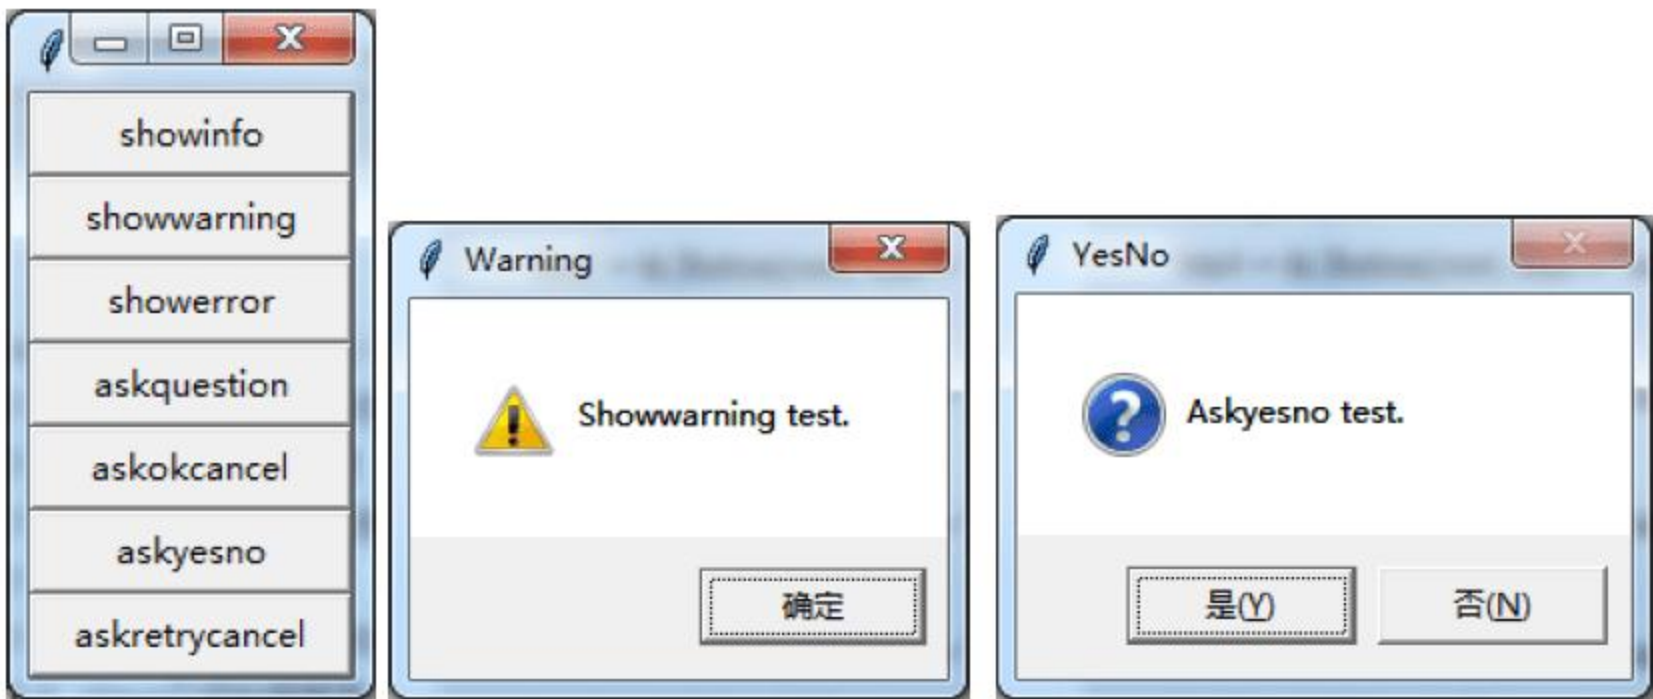 showinfo
showwarning
showerror
askquestion
askokcancel
askyesno
askretrycancel
Warning
Showwarning test.
确定
YesNo
Askyesno test.
是(Y)
否(N)